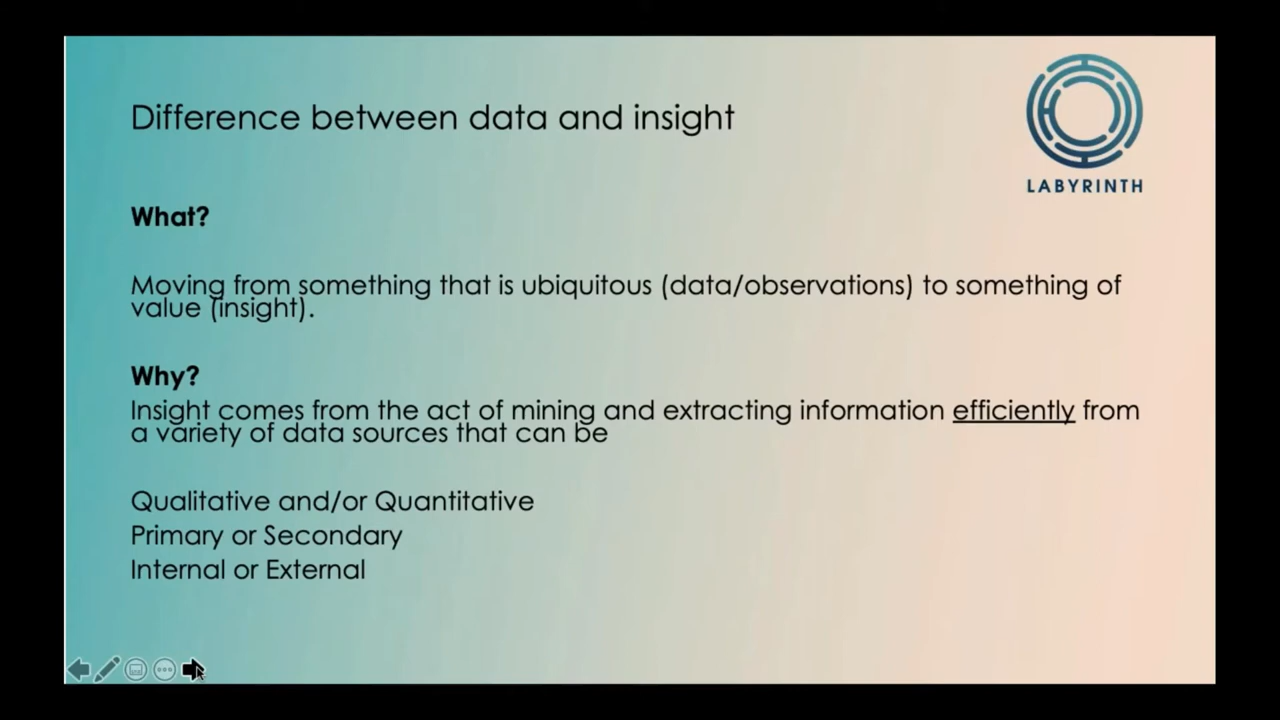 Difference between data and insight
LABYRINTH
What?
Moving from something that is ubiquitous (data/observations) to something of
value (insight).
Why?
Insight comes from the act of mining and extracting information efficiently from
a variety of data sources that can be
Qualitative and/or Quantitative
Primary or Secondary
Internal or External